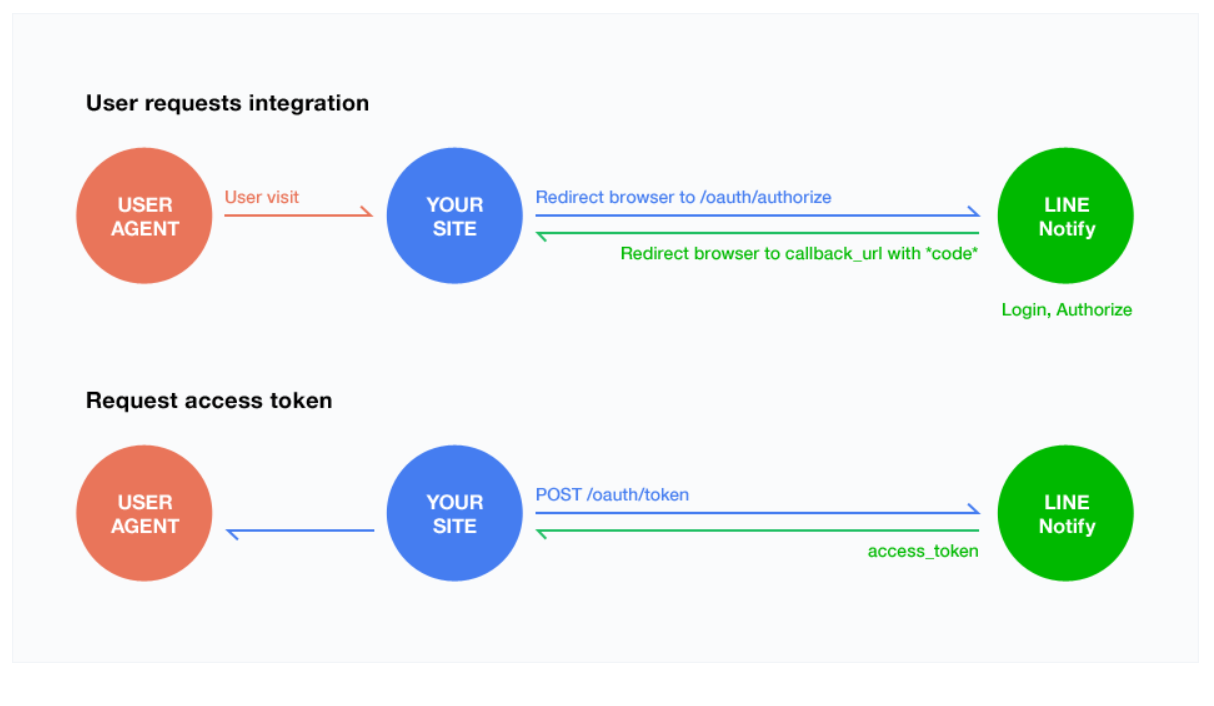 User requests integration
USER
AGENT
User visit
YOUR
SITE
Redirect browser to /oauth/authorize
Redirect browser to callback_url with *code*
LINE
Notify
Login, Authorize
Request access token
USER
AGENT
YOUR
SITE
POST /oauth/token
access_token
LINE
Notify